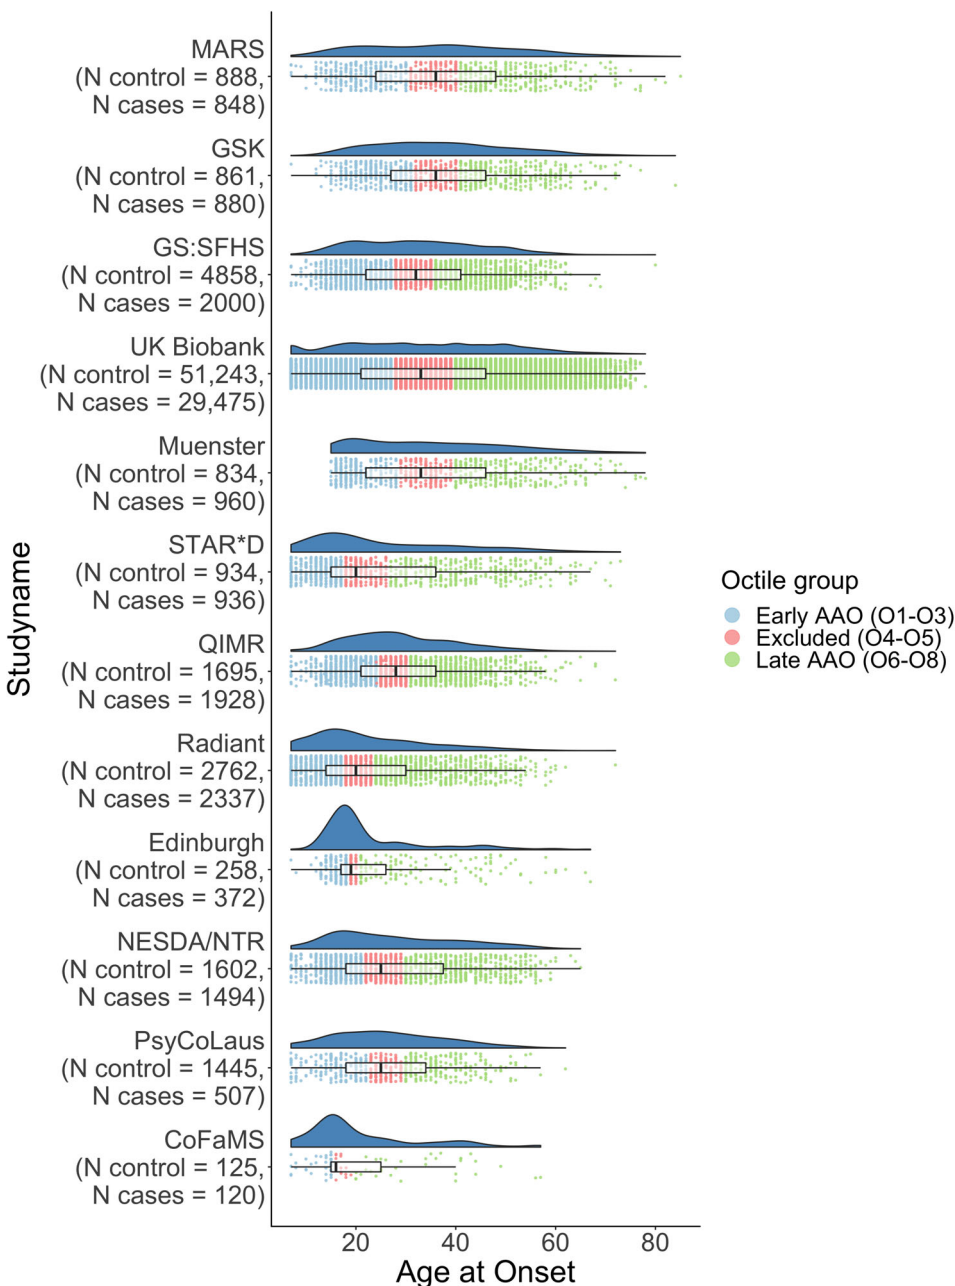 MARS
(N control = 888,
N cases = 848)
GSK
(N control = 861,
N cases = 880)
GS:SFHS
(N control = 4858,
N cases = 2000)
UK Biobank
(N control = 51,243,
N cases = 29,475)
Muenster
(N control = 834,
N cases = 960)
STAR*D
(N control = 934,
N cases = 936)
QIMR
(N control = 1695,
N cases = 1928)
Radiant
(N control = 2762,
N cases = 2337)
Edinburgh
(N control = 258,
N cases = 372)
NESDA/NTR
(N control = 1602,
N cases = 1494)
PsyCoLaus
(N control = 1445,
N cases = 507)
CoFaMS
(N control = 125,
N cases = 120)
Studyname
20 40 60 80
Age at Onset
Octile group
Early AAO (O1-O3)
Excluded (O4-O5)
Late AAO (O6-O8)